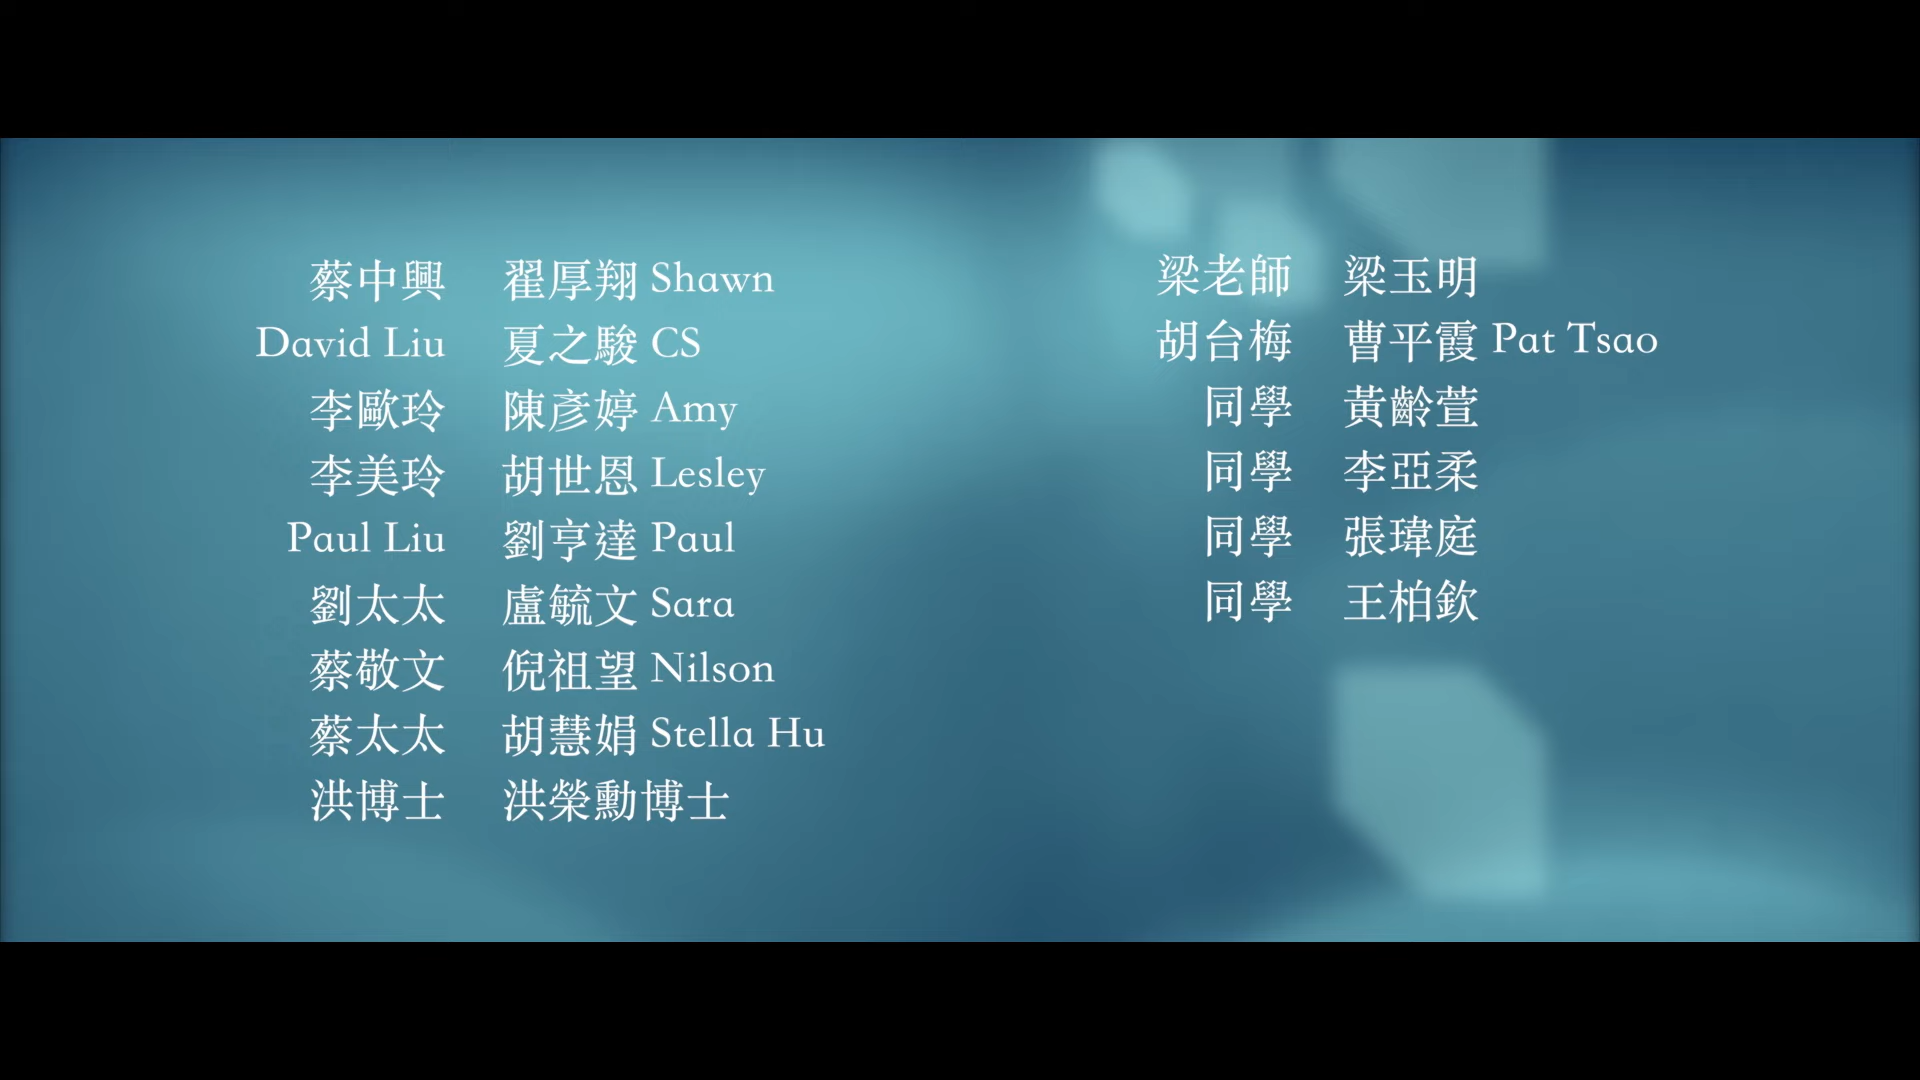 蔡中興 翟厚翔 Shawn
David Liu 夏之駿 CS
李歐玲 陳彥婷 Amy
李美玲 胡世恩 Lesley
Paul Liu 劉亨達 Paul
劉太太 盧毓文 Sara
蔡敬文 倪祖望 Nilson
蔡太太 胡慧娟 Stella Hu
洪博士 洪榮勳博士
梁老師 梁玉明
胡台梅 曹平霞 Pat Tsao
同學 黃齡萱
同學 李亞柔
同學 張瑋庭
同學 王柏欽